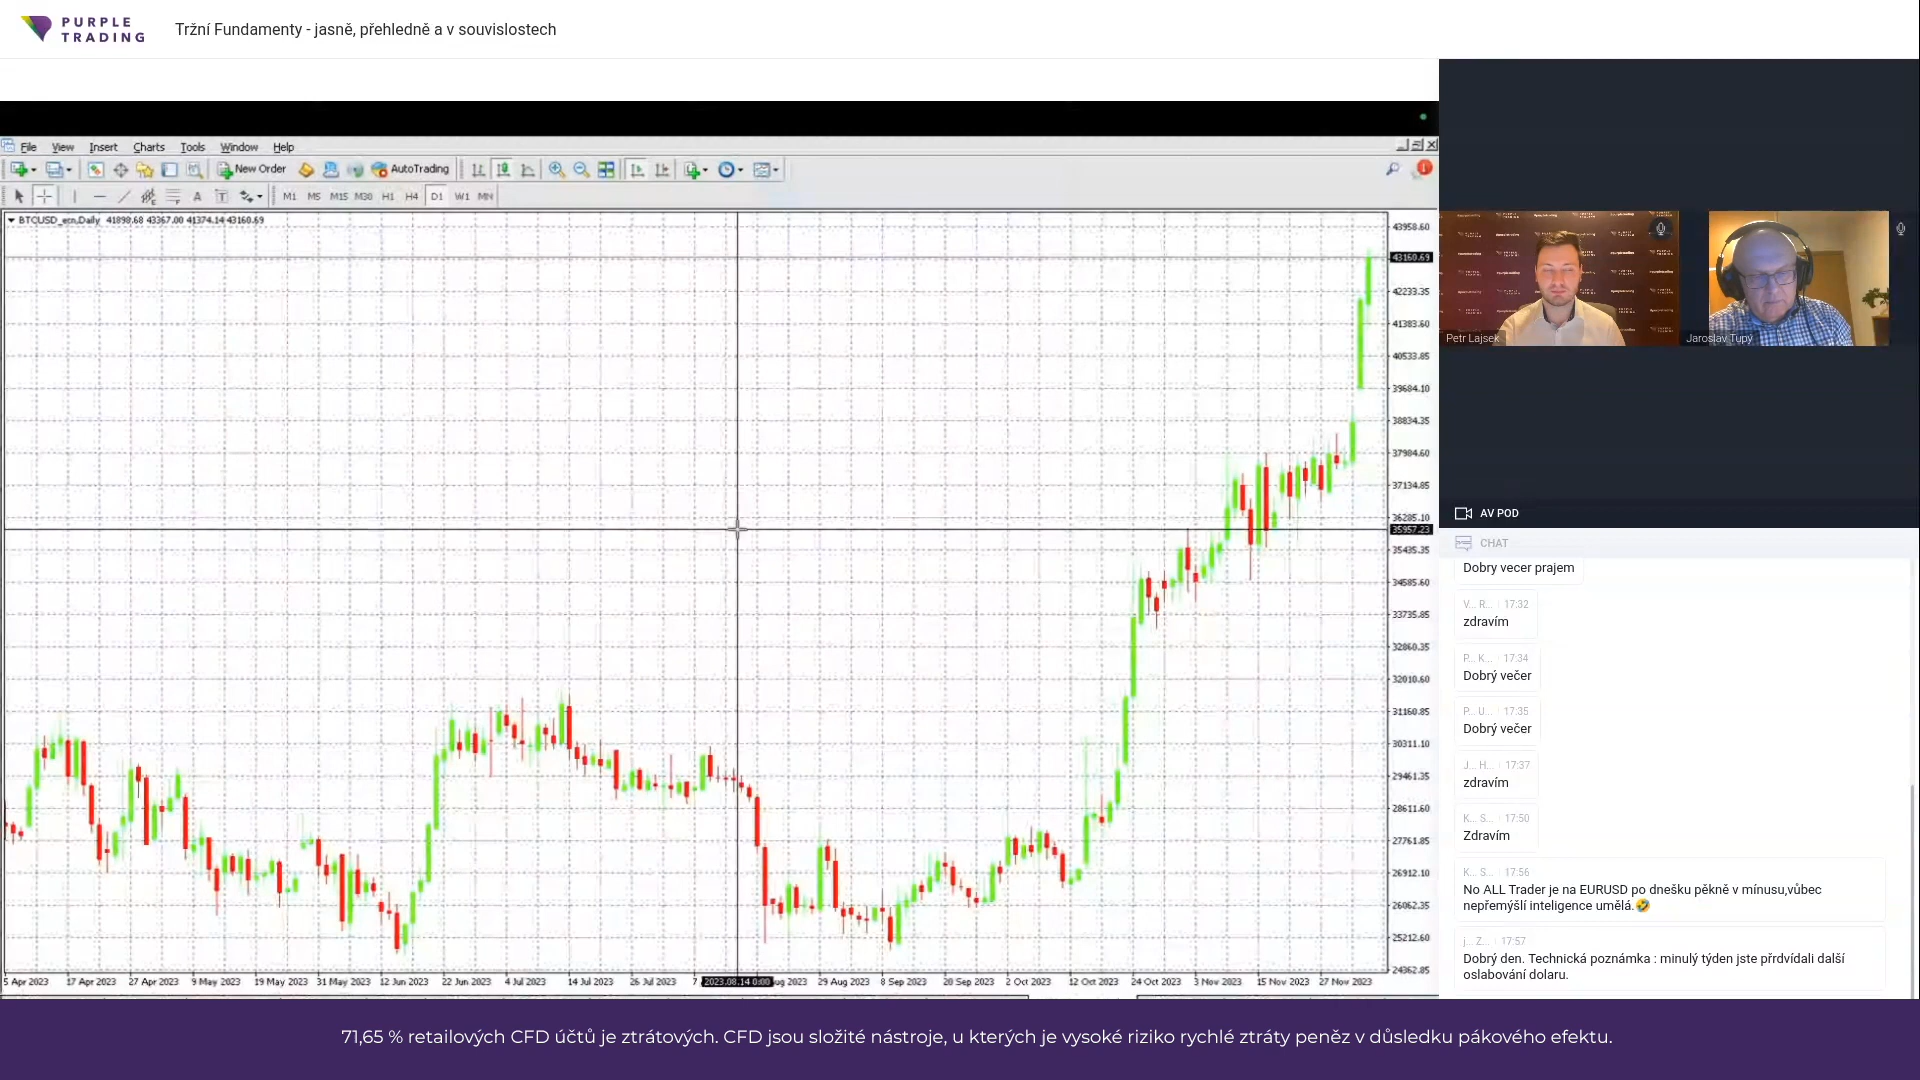 PURPLE
TRADING
Tržní Fundamenty - jasně, přehledně a v souvislostech
File View Insert Charts Tools Window Help
New Order AutoTrading
M1 M5 M15 M30 H1 H4 D1 W1 MN
BTCUSD_ecn,Daily 41898.68 43367.00 41374.14 43160.69
43958.60
43160.69
42233.35
41383.60
40533.85
39684.10
38834.35
37984.60
37134.85
36285.10
35957.23
35435.35
34585.60
33735.85
32860.35
32010.60
31160.85
30311.10
29461.35
28611.60
27761.85
26912.10
26062.35
25212.60
24362.85
5 Apr 2023 17 Apr 2023 27 Apr 2023 9 May 2023 19 May 2023 31 May 2023 12 Jun 2023 22 Jun 2023 4 Jul 2023 14 Jul 2023 26 Jul 2023 7 2023.08.14 0:00 aug 2023 29 Aug 2023 8 Sep 2023 20 Sep 2023 2 Oct 2023 12 Oct 2023 24 Oct 2023 3 Nov 2023 15 Nov 2023 27 Nov 2023
Petr Lajsek
Jaroslav Tupý
AV POD
CHAT
Dobry vecer prajem
V... R... 17:32
zdravím
P... K... 17:34
Dobrý večer
P... U... 17:35
Dobrý večer
J... H... 17:37
zdravím
K... S... 17:50
Zdravím
K... S... 17:56
No ALL Trader je na EURUSD po dnešku pěkně v mínusu,vůbec
nepřemýšlí inteligence umělá.🤣
j... Z... 17:57
Dobrý den. Technická poznámka : minulý týden jste přrdvídali další
oslabování dolaru.
71,65 % retailových CFD účtů je ztrátových. CFD jsou složité nástroje, u kterých je vysoké riziko rychlé ztráty peněz v důsledku pákového efektu.